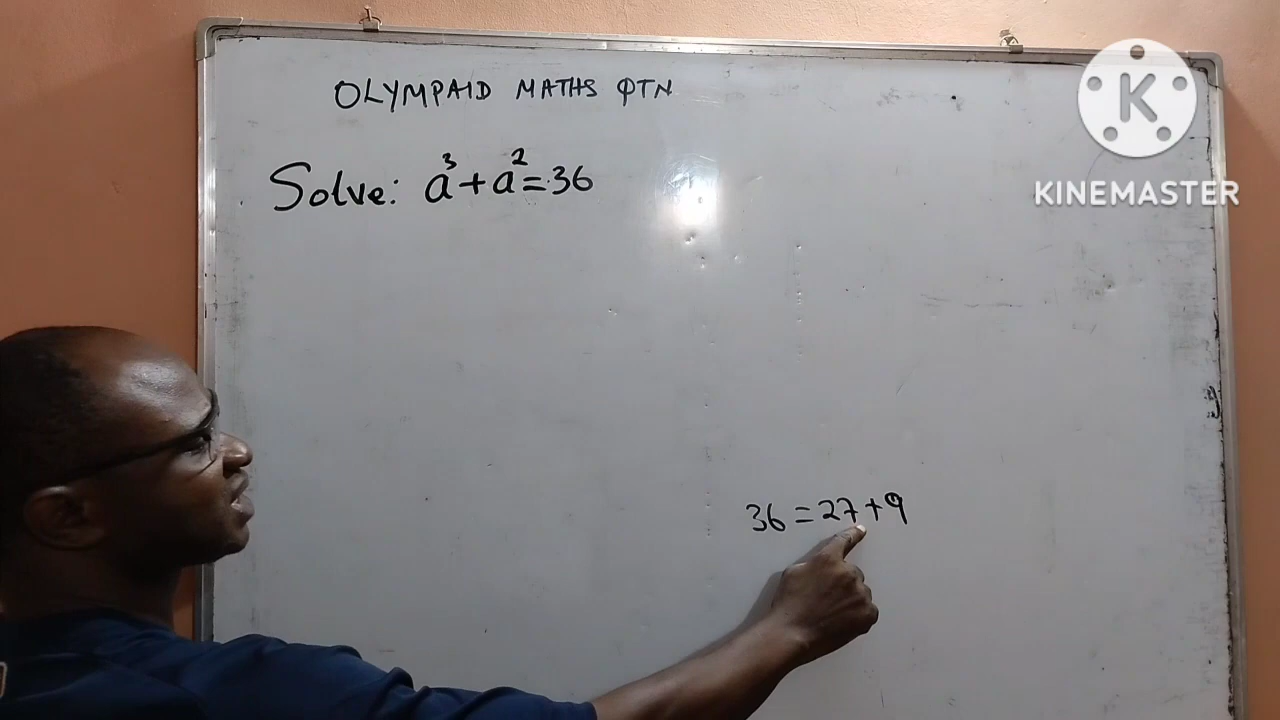 OLYMPAID MATHS QTN
Solve: a³+a²=36
36=27+9
K
KINEMASTER